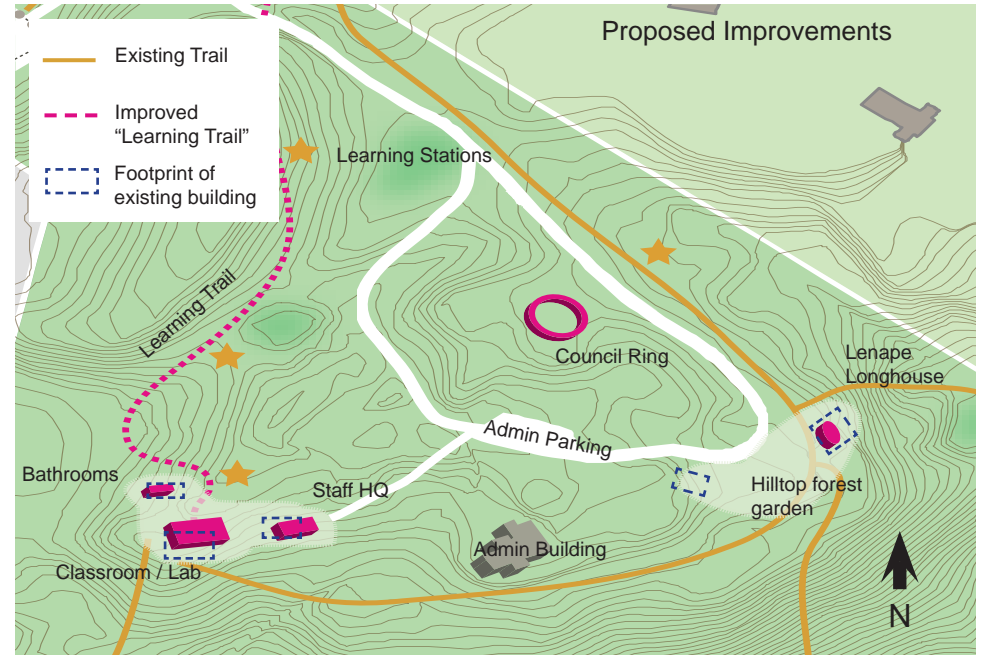 Proposed Improvements
Existing Trail
Improved
“Learning Trail”
Footprint of
existing building
Learning Stations
Learning Trail
Council Ring
Lenape
Longhouse
Admin Parking
Bathrooms
Staff HQ
Hilltop forest
garden
Admin Building
Classroom / Lab
N